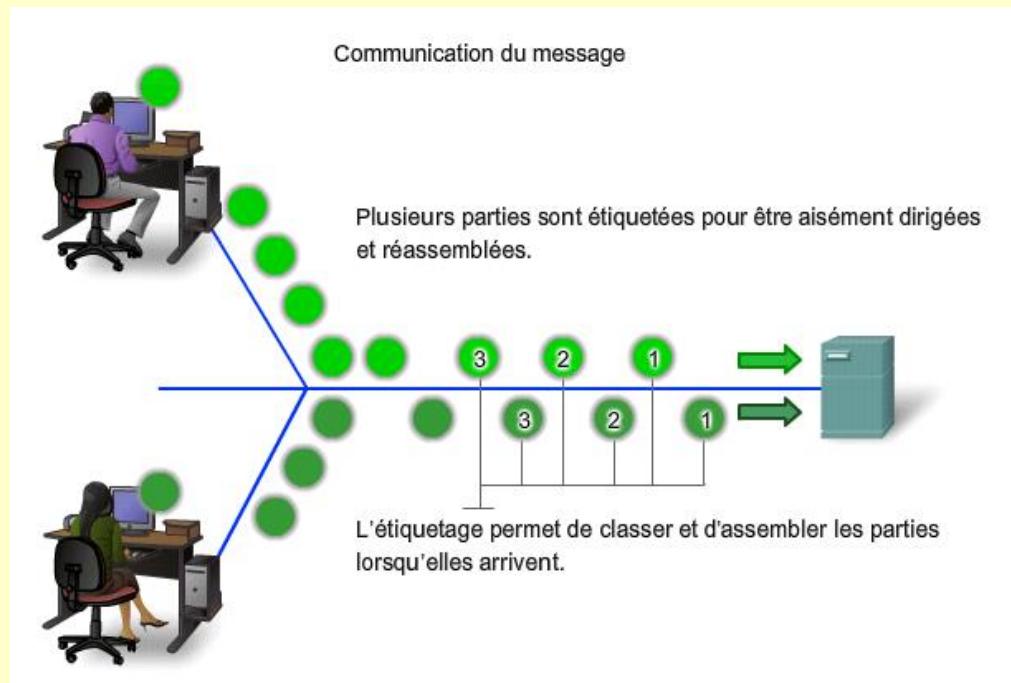 Communication du message
Plusieurs parties sont étiquetées pour être aisément dirigées
et réassemblées.
3 2 1
3 2 1
L'étiquetage permet de classer et d'assembler les parties
lorsqu'elles arrivent.